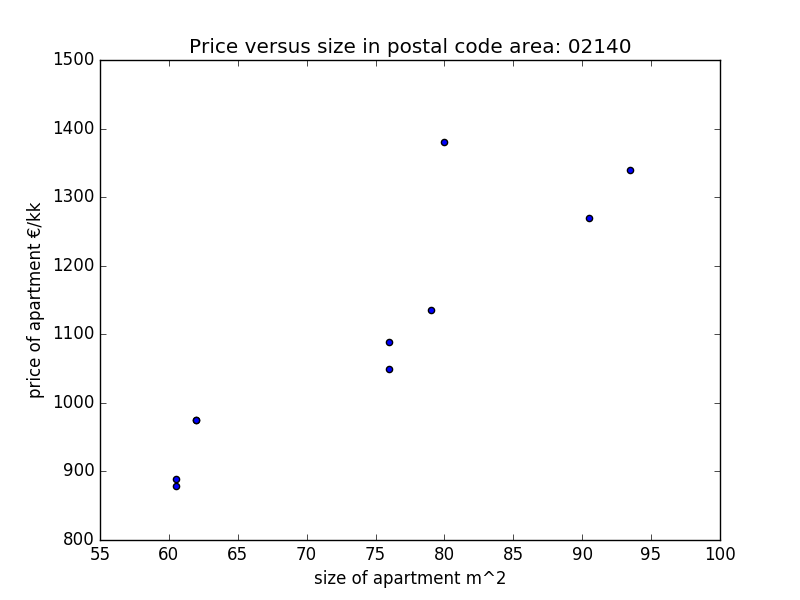 Price versus size in postal code area: 02140
1500
1400
1300
1200
1100
1000
900
800
price of apartment €/kk
55 60 65 70 75 80 85 90 95 100
size of apartment m^2